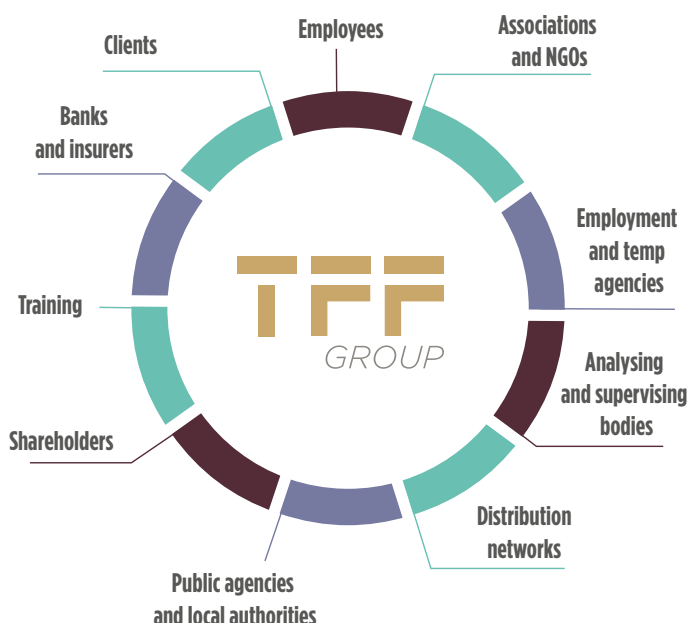 Employees
Associations
and NGOs
Clients
Banks
and insurers
Employment
and temp
agencies
TFF
GROUP
Training
Analysing
and supervising
bodies
Shareholders
Distribution
networks
Public agencies
and local authorities